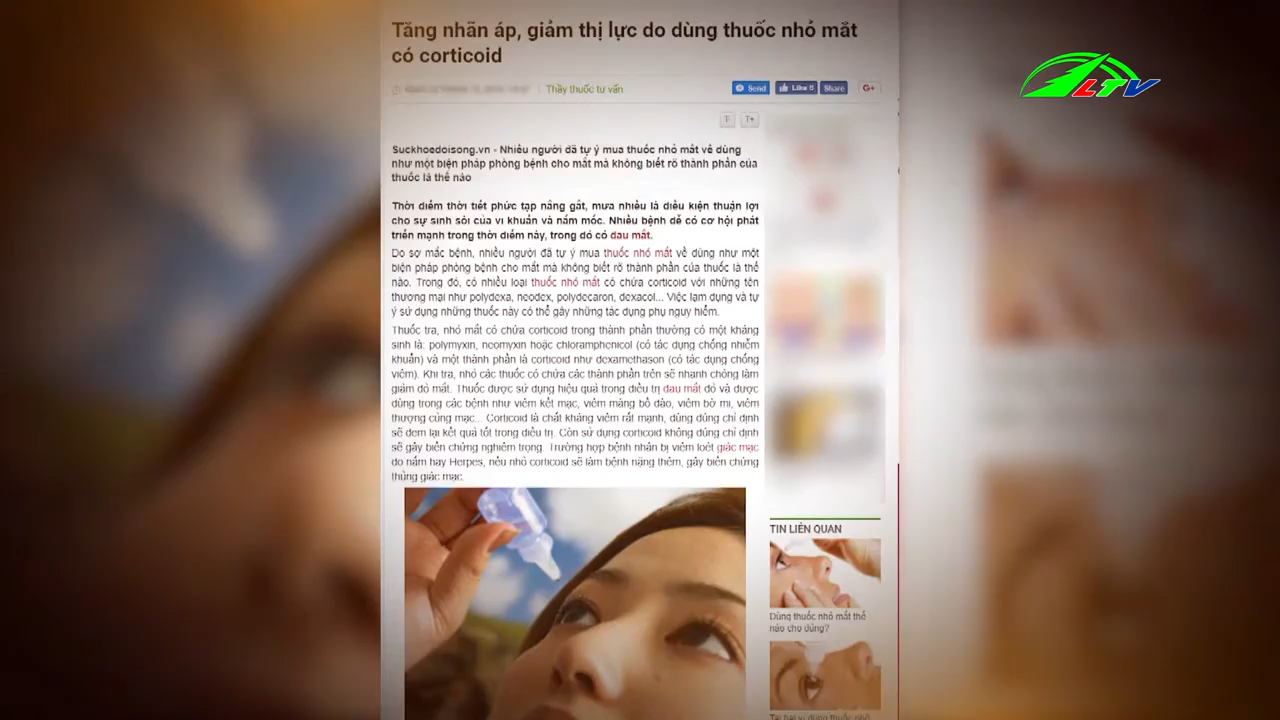 Tăng nhãn áp, giảm thị lực do dùng thuốc nhỏ mắt
có corticoid
Thầy thuốc tư vấn
Send
Like 5
Share
G+
T-
T+
LTV
Suckhoedoisong.vn - Nhiều người đã tự ý mua thuốc nhỏ mắt về dùng
như một biện pháp phòng bệnh cho mắt mà không biết rõ thành phần của
thuốc là thế nào
Thời điểm thời tiết phức tạp nắng gắt, mưa nhiều là điều kiện thuận lợi
cho sự sinh sôi của vi khuẩn và nấm mốc. Nhiều bệnh dễ có cơ hội phát
triển mạnh trong thời điểm này, trong đó có đau mắt.
Do sợ mắc bệnh, nhiều người đã tự ý mua thuốc nhỏ mắt về dùng như một
biện pháp phòng bệnh cho mắt mà không biết rõ thành phần của thuốc là thế
nào. Trong đó, có nhiều loại thuốc nhỏ mắt có chứa corticoid với những tên
thương mại như polydexa, neodex, polydecaron, dexacol... Việc lạm dụng và tự
ý sử dụng những thuốc này có thể gây những tác dụng phụ nguy hiểm.
Thuốc tra, nhỏ mắt có chứa corticoid trong thành phần thường có một kháng
sinh là: polymyxin, neomyxin hoặc chloramphenicol (có tác dụng chống nhiễm
khuẩn) và một thành phần là corticoid như dexamethason (có tác dụng chống
viêm). Khi tra, nhỏ các thuốc có chứa các thành phần trên sẽ nhanh chóng làm
giảm đỏ mắt. Thuốc được sử dụng hiệu quả trong điều trị đau mắt đỏ và được
dùng trong các bệnh như viêm kết mạc, viêm màng bồ đào, viêm bờ mi, viêm
thượng củng mạc... Corticoid là chất kháng viêm rất mạnh, dùng đúng chỉ định
sẽ đem lại kết quả tốt trong điều trị. Còn sử dụng corticoid không đúng chỉ định
sẽ gây biến chứng nghiêm trọng. Trường hợp bệnh nhân bị viêm loét giác mạc
do nấm hay Herpes, nếu nhỏ corticoid sẽ làm bệnh nặng thêm, gây biến chứng
thủng giác mạc.
TIN LIÊN QUAN
Dùng thuốc nhỏ mắt thế
nào cho đúng?